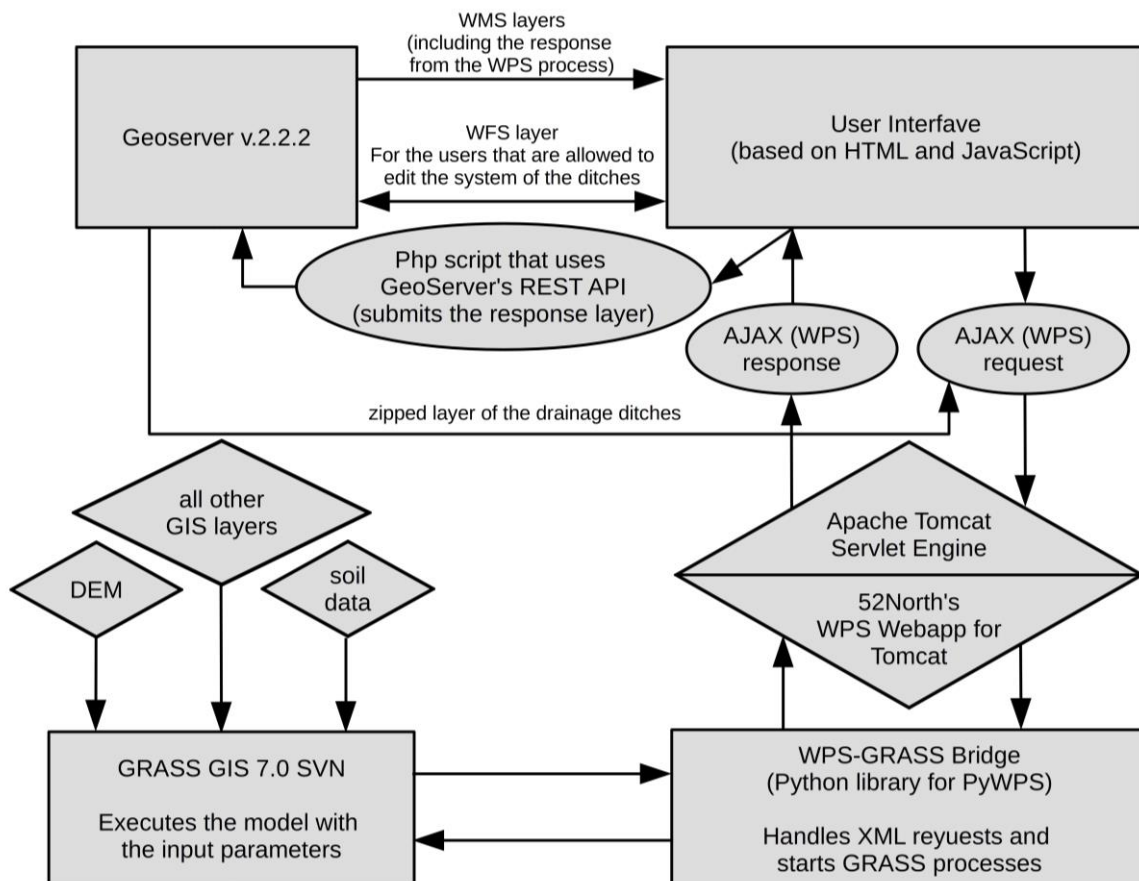 WMS layers
(including the response
from the WPS process)
Geoserver v.2.2.2
User Interfave
(based on HTML and JavaScript)
WFS layer
For the users that are allowed to
edit the system of the ditches
Php script that uses
GeoServer's REST API
(submits the response layer)
AJAX (WPS)
response
AJAX (WPS)
request
zipped layer of the drainage ditches
all other
GIS layers
DEM
soil
data
Apache Tomcat
Servlet Engine
52North's
WPS Webapp for
Tomcat
GRASS GIS 7.0 SVN
Executes the model with
the input parameters
WPS-GRASS Bridge
(Python library for PyWPS)
Handles XML reyuests and
starts GRASS processes